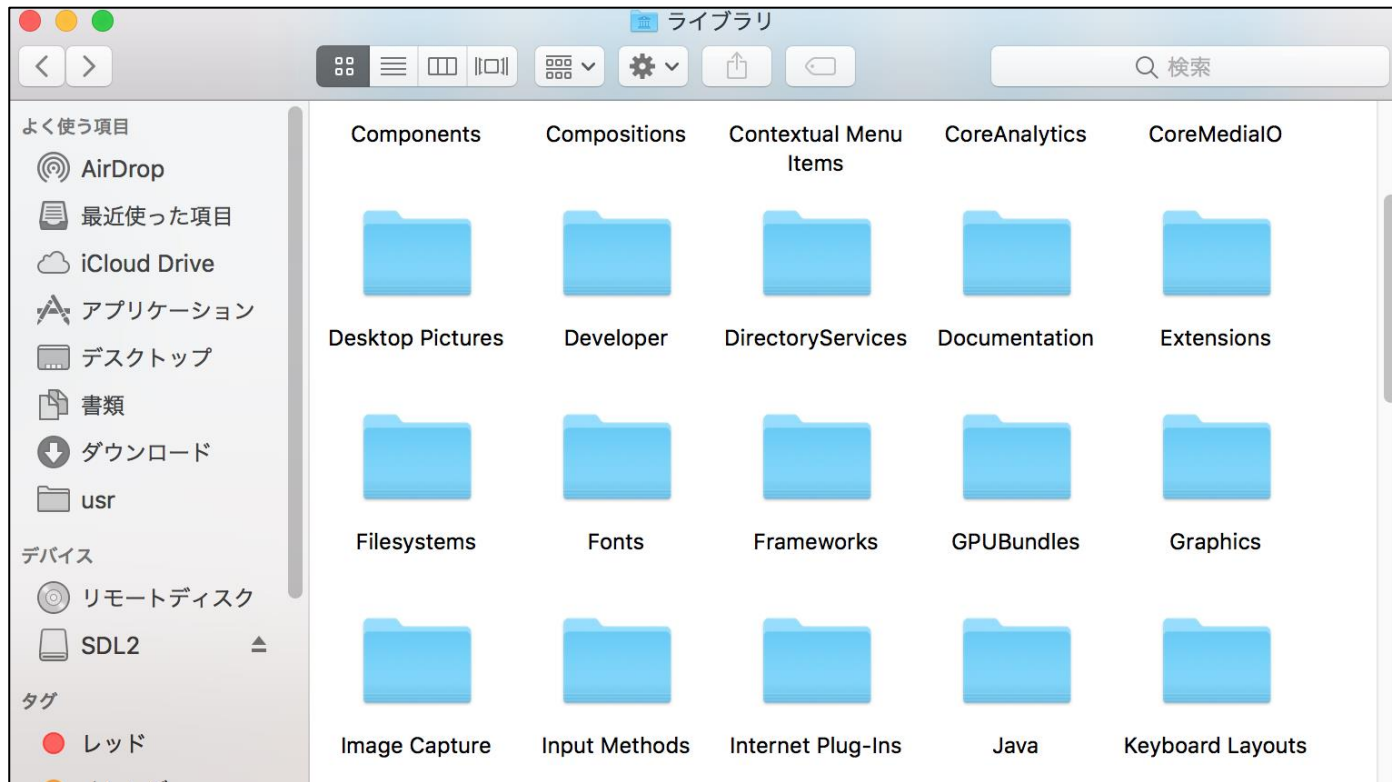 ライブラリ
検索
よく使う項目
AirDrop
最近使った項目
iCloud Drive
アプリケーション
デスクトップ
書類
ダウンロード
usr
デバイス
リモートディスク
SDL2
タグ
レッド
Components Compositions Contextual Menu CoreAnalytics CoreMediaIO
Items
Desktop Pictures Developer DirectoryServices Documentation Extensions
Filesystems Fonts Frameworks GPUBundles Graphics
Image Capture Input Methods Internet Plug-Ins Java Keyboard Layouts